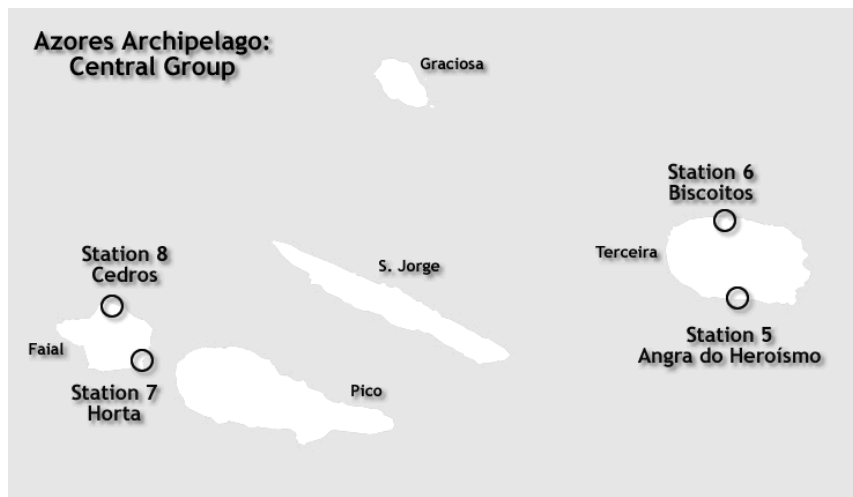 Azores Archipelago:
Central Group
Graciosa
Station 6
Biscoitos
Terceira
Station 8
Cedros
S. Jorge
Station 5
Angra do Heroísmo
Faial
Station 7
Horta
Pico